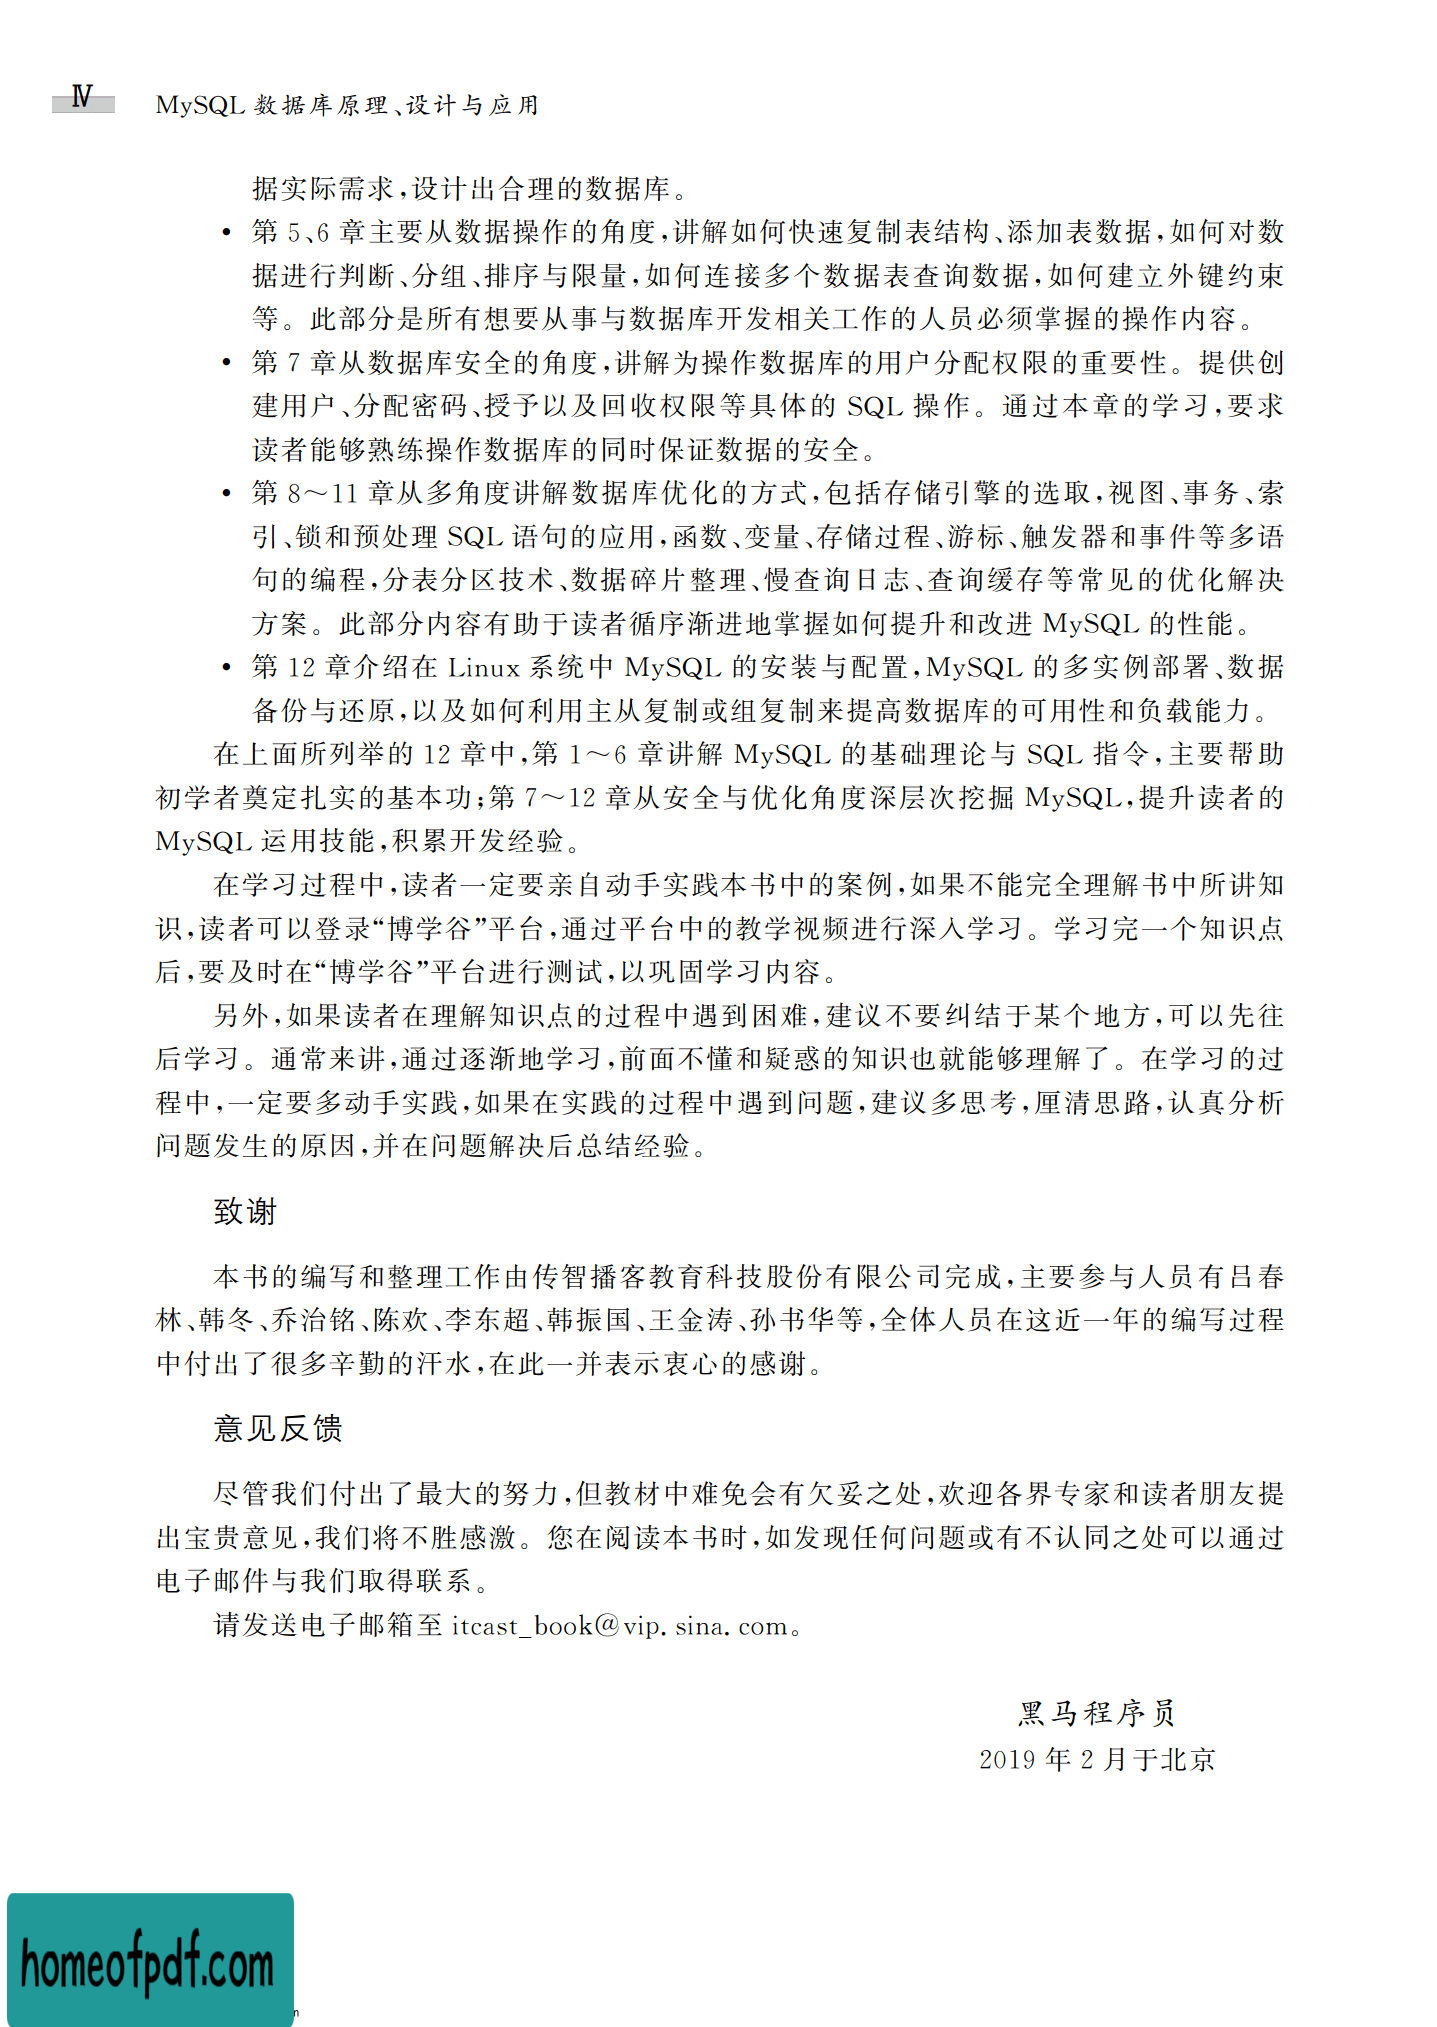 Ⅳ MySQL 数据库原理、设计与应用
据实际需求,设计出合理的数据库。
• 第 5、6 章主要从数据操作的角度,讲解如何快速复制表结构、添加表数据,如何对数
据进行判断、分组、排序与限量,如何连接多个数据表查询数据,如何建立外键约束
等。此部分是所有想要从事与数据库开发相关工作的人员必须掌握的操作内容。
• 第 7 章从数据库安全的角度,讲解为操作数据库的用户分配权限的重要性。提供创
建用户、分配密码、授予以及回收权限等具体的 SQL 操作。通过本章的学习,要求
读者能够熟练操作数据库的同时保证数据的安全。
• 第 8～11 章从多角度讲解数据库优化的方式,包括存储引擎的选取,视图、事务、索
引、锁和预处理 SQL 语句的应用,函数、变量、存储过程、游标、触发器和事件等多语
句的编程,分表分区技术、数据碎片整理、慢查询日志、查询缓存等常见的优化解决
方案。此部分内容有助于读者循序渐进地掌握如何提升和改进 MySQL 的性能。
• 第 12 章介绍在 Linux 系统中 MySQL 的安装与配置,MySQL 的多实例部署、数据
备份与还原,以及如何利用主从复制或组复制来提高数据库的可用性和负载能力。
在上面所列举的 12 章中,第 1～6 章讲解 MySQL 的基础理论与 SQL 指令,主要帮助
初学者奠定扎实的基本功;第 7～12 章从安全与优化角度深层次挖掘 MySQL,提升读者的
MySQL 运用技能,积累开发经验。
在学习过程中,读者一定要亲自动手实践本书中的案例,如果不能完全理解书中所讲知
识,读者可以登录“博学谷”平台,通过平台中的教学视频进行深入学习。学习完一个知识点
后,要及时在“博学谷”平台进行测试,以巩固学习内容。
另外,如果读者在理解知识点的过程中遇到困难,建议不要纠结于某个地方,可以先往
后学习。通常来讲,通过逐渐地学习,前面不懂和疑惑的知识也就能够理解了。在学习的过
程中,一定要多动手实践,如果在实践的过程中遇到问题,建议多思考,厘清思路,认真分析
问题发生的原因,并在问题解决后总结经验。
致谢
本书的编写和整理工作由传智播客教育科技股份有限公司完成,主要参与人员有吕春
林、韩冬、乔治铭、陈欢、李东超、韩振国、王金涛、孙书华等,全体人员在这近一年的编写过程
中付出了很多辛勤的汗水,在此一并表示衷心的感谢。
意见反馈
尽管我们付出了最大的努力,但教材中难免会有欠妥之处,欢迎各界专家和读者朋友提
出宝贵意见,我们将不胜感激。您在阅读本书时,如发现任何问题或有不认同之处可以通过
电子邮件与我们取得联系。
请发送电子邮箱至 itcast_book@vip.sina.com。
黑马程序员
2019 年 2 月于北京
homeofpdf.com